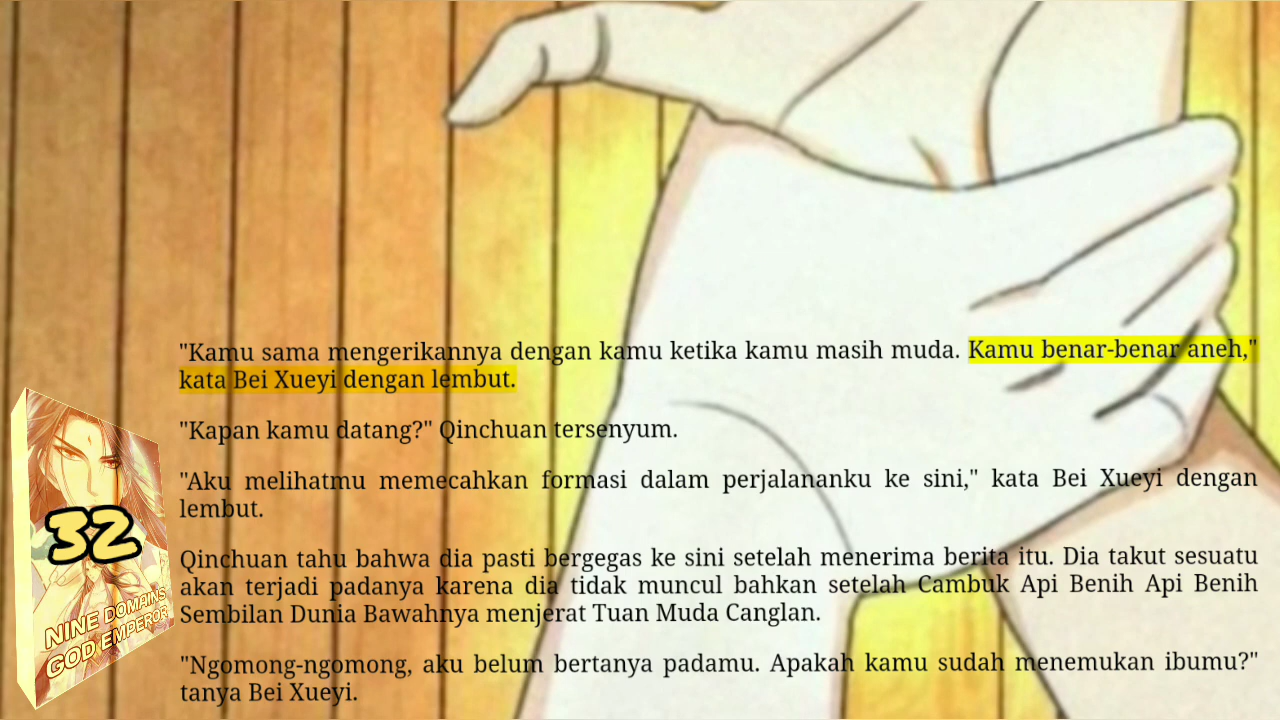 "Kamu sama mengerikannya dengan kamu ketika kamu masih muda. Kamu benar-benar aneh,"
kata Bei Xueyi dengan lembut.
"Kapan kamu datang?" Qinchuan tersenyum.
"Aku melihatmu memecahkan formasi dalam perjalananku ke sini," kata Bei Xueyi dengan
lembut.
Qinchuan tahu bahwa dia pasti bergegas ke sini setelah menerima berita itu. Dia takut sesuatu
akan terjadi padanya karena dia tidak muncul bahkan setelah Cambuk Api Benih Api Benih
Sembilan Dunia Bawahnya menjerat Tuan Muda Canglan.
"Ngomong-ngomong, aku belum bertanya padamu. Apakah kamu sudah menemukan ibumu?"
tanya Bei Xueyi.
32
NINE DOMAINS
GOD EMPEROR